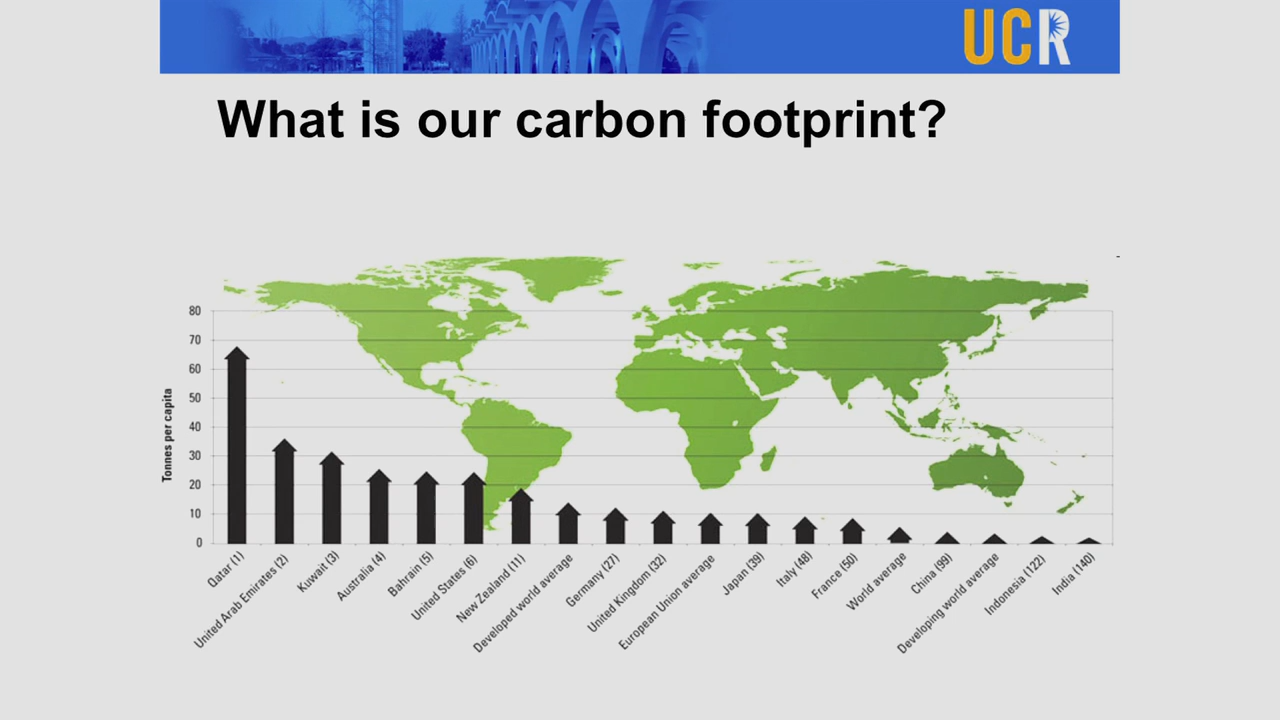 UCR
What is our carbon footprint?
80
70
60
50
40
30
20
10
0
Tonnes per capita
Qatar (1)
United Arab Emirates (2)
Kuwait (3)
Australia (4)
Bahrain (5)
United States (6)
New Zealand (11)
Developed world average
Germany (27)
United Kingdom (32)
European Union average
Japan (39)
Italy (48)
France (50)
World average
China (99)
Developing world average
Indonesia (122)
India (140)